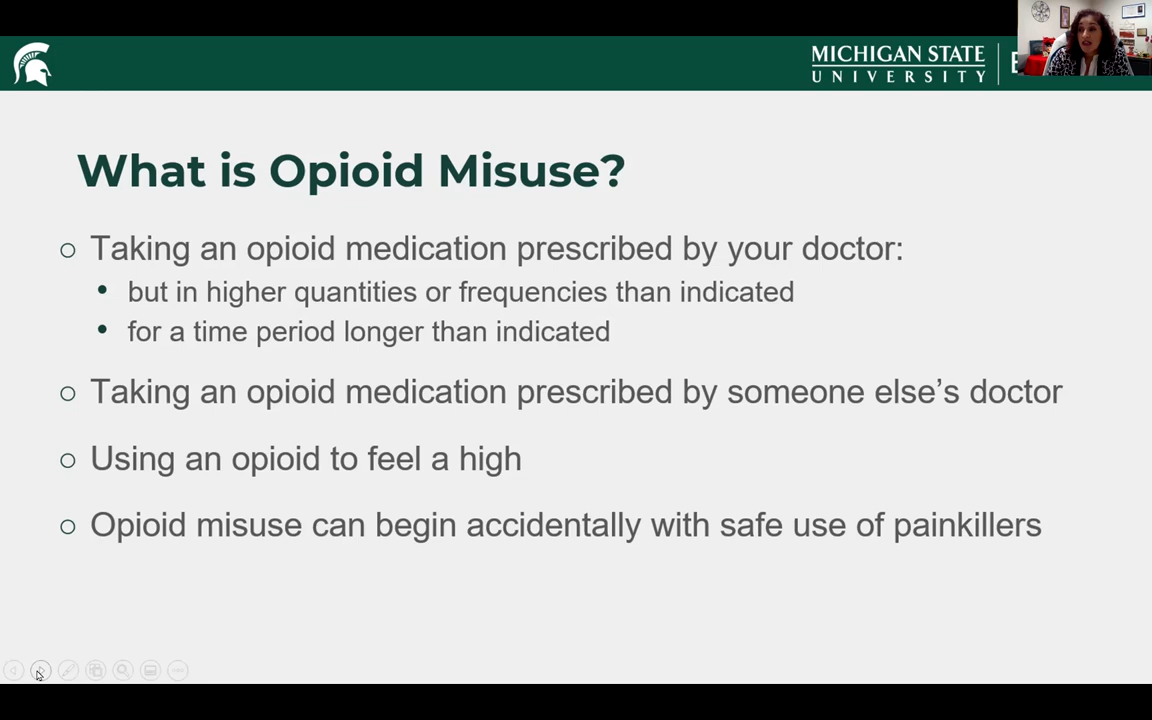 MICHIGAN STATE
UNIVERSITY
What is Opioid Misuse?
Taking an opioid medication prescribed by your doctor:
but in higher quantities or frequencies than indicated
for a time period longer than indicated
Taking an opioid medication prescribed by someone else’s doctor
Using an opioid to feel a high
Opioid misuse can begin accidentally with safe use of painkillers